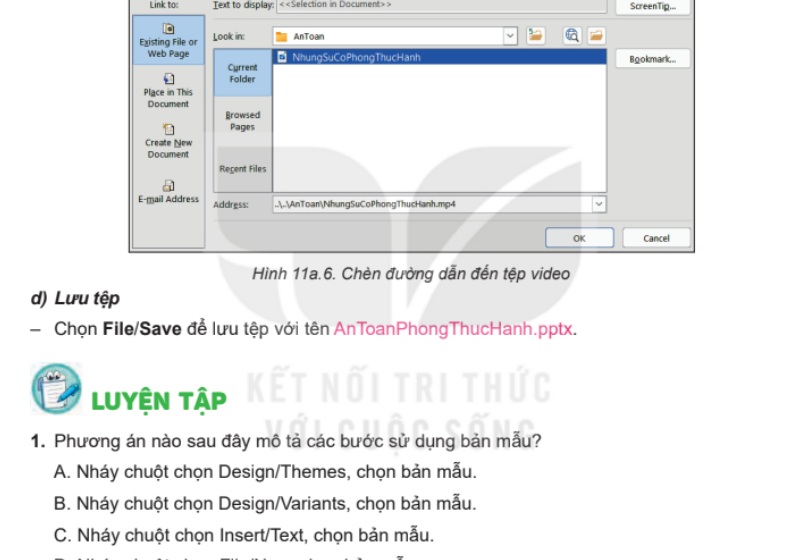 Link to:
Text to display: <<Selection in Document>>
ScreenTip...
Existing File or
Web Page
Look in: AnToan
Current
Folder
NhungSuCoPhongThucHanh
Bookmark...
Place in This
Document
Browsed
Pages
Create New
Document
Recent Files
E-mail Address
Address: ..\..\AnToan\NhungSuCoPhongThucHanh.mp4
OK Cancel
Hình 11a.6. Chèn đường dẫn đến tệp video
d) Lưu tệp
– Chọn File/Save để lưu tệp với tên AnToanPhongThucHanh.pptx.
LUYỆN TẬP
KẾT NỐI TRI THỨC
VỚI CUỘC SỐNG
1. Phương án nào sau đây mô tả các bước sử dụng bản mẫu?
A. Nháy chuột chọn Design/Themes, chọn bản mẫu.
B. Nháy chuột chọn Design/Variants, chọn bản mẫu.
C. Nháy chuột chọn Insert/Text, chọn bản mẫu.